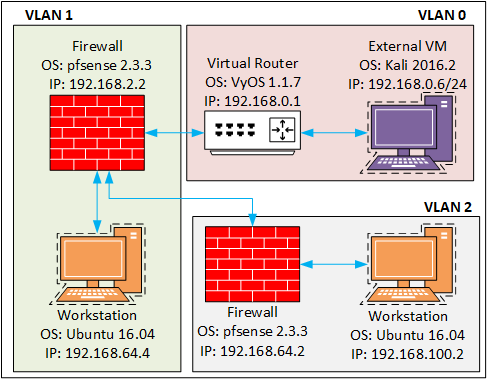 VLAN 1
VLAN 0
Firewall
OS: pfsense 2.3.3
IP: 192.168.2.2
Virtual Router
OS: VyOS 1.1.7
IP: 192.168.0.1
External VM
OS: Kali 2016.2
IP: 192.168.0.6/24
VLAN 2
Workstation
OS: Ubuntu 16.04
IP: 192.168.64.4
Firewall
OS: pfsense 2.3.3
IP: 192.168.64.2
Workstation
OS: Ubuntu 16.04
IP: 192.168.100.2